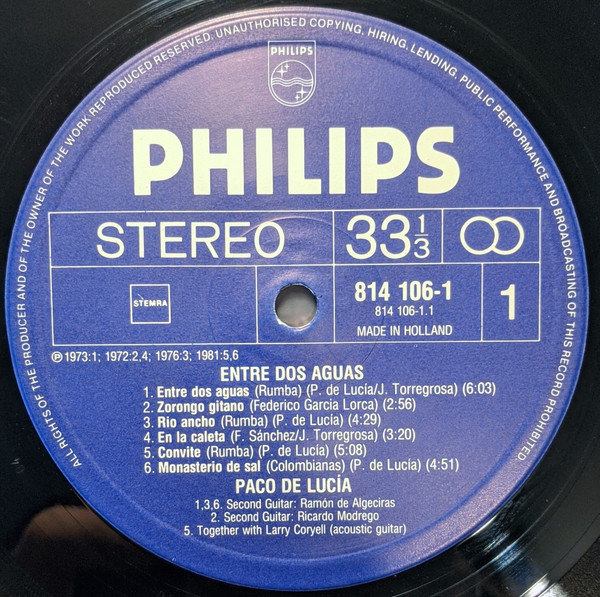 ALL RIGHTS OF THE PRODUCER AND OF THE OWNER OF THE WORK REPRODUCED RESERVED. UNAUTHORISED COPYING, HIRING, LENDING, PUBLIC PERFORMANCE AND BROADCASTING OF THIS RECORD PROHIBITED.
PHILIPS
PHILIPS
STEREO
33 1/3
STEMRA
814 106-1
814 106-1.1
MADE IN HOLLAND
1
℗ 1973:1; 1972:2,4; 1976:3; 1981:5,6
ENTRE DOS AGUAS
1. Entre dos aguas (Rumba) (P. de Lucía/J. Torregrosa) (6:03)
2. Zorongo gitano (Federico Garcia Lorca) (2:56)
3. Rio ancho (Rumba) (P. de Lucia) (4:29)
4. En la caleta (F. Sánchez/J. Torregrosa) (3:20)
5. Convite (Rumba) (P. de Lucia) (5:08)
6. Monasterio de sal (Colombianas) (P. de Lucia) (4:51)
PACO DE LUCÍA
1,3,6. Second Guitar: Ramón de Algeciras
2. Second Guitar: Ricardo Modrego
5. Together with Larry Coryell (acoustic guitar)